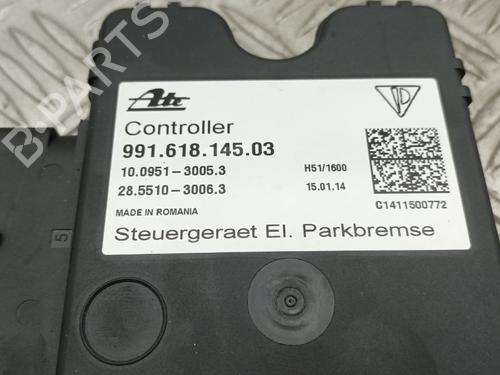 Ate
Controller
991.618.145.03
10.0951-3005.3
H51/1600
28.5510-3006.3
15.01.14
MADE IN ROMANIA
C1411500772
Steuergeraet El. Parkbremse
5
B-PARTS